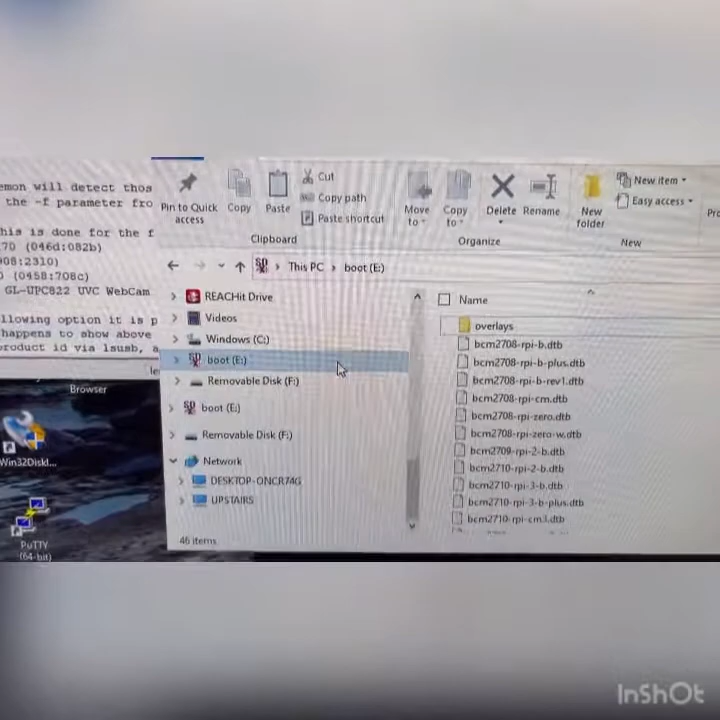 emon will detect thos
the -f parameter fro
his is done for the f
70 (046d:082b)
08:2310)
0 (0458:708c)
GL-UPC822 UVC WebCam
llowing option it is p
happens to show above
product id via lsusb, a
Browser
Win32DiskI...
PuTTY
(64-bit)
Pin to Quick
access
Copy
Paste
Cut
Copy path
Paste shortcut
Clipboard
Move
to
Copy
to
Delete
Rename
Organize
New
folder
New item
Easy access
New
Pro
This PC > boot (E:)
REACHit Drive
Videos
Windows (C:)
boot (E:)
Removable Disk (F:)
boot (E:)
Removable Disk (F:)
Network
DESKTOP-0NCR74G
UPSTAIRS
46 items
Name
overlays
bcm2708-rpi-b.dtb
bcm2708-rpi-b-plus.dtb
bcm2708-rpi-b-rev1.dtb
bcm2708-rpi-cm.dtb
bcm2708-rpi-zero.dtb
bcm2708-rpi-zero-w.dtb
bcm2709-rpi-2-b.dtb
bcm2710-rpi-2-b.dtb
bcm2710-rpi-3-b.dtb
bcm2710-rpi-3-b-plus.dtb
bcm2710-rpi-cm3.dtb
InShOt